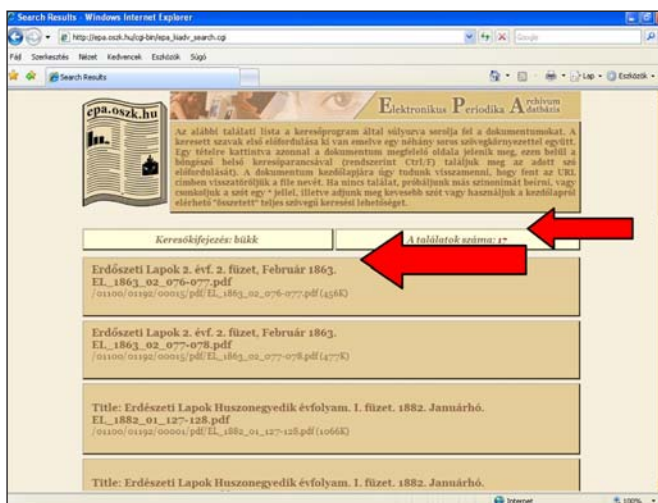 Search Results - Windows Internet Explorer
http://epa.oszk.hu/cgi-bin/epa_kiadv_search.cgi
Google
Fájl Szerkesztés Nézet Kedvencek Eszközök Súgó
Search Results
Lap
Eszközök
epa.oszk.hu
Elektronikus Periodika Archívum Adatbázis
Az alábbi találati lista a keresőprogram által súlyozva sorolja fel a dokumentumokat. A
keresett szavak első előfordulása ki van emelve egy néhány soros szövegkörnyezettel együtt.
Egy tételre kattintva azonnal a dokumentum megfelelő oldala jelenik meg, ezen belül a
böngésző belső keresőparancsával (rendszerint Ctrl/F) találjuk meg az adott szó
előfordulását). A dokumentum kezdőlapjára úgy tudunk visszamenni, hogy fent az URL
címben visszatöröljük a file nevét. Ha nincs találat, próbáljunk más szinonimát beírni, vagy
csonkoljuk a szót egy * jellel, illetve adjunk meg kevesebb szót vagy használjuk a kezdőlapról
elérhető "összetett" teljes szövegű keresési lehetőséget.
Keresőkifejezés: bükk
A találatok száma: 17
Erdőszeti Lapok 2. évf. 2. füzet, Február 1863.
EL_1863_02_076-077.pdf
/01100/01192/00015/pdf/EL_1863_02_076-077.pdf (456K)
Erdőszeti Lapok 2. évf. 2. füzet, Február 1863.
EL_1863_02_077-078.pdf
/01100/01192/00015/pdf/EL_1863_02_077-078.pdf (477K)
Title: Erdészeti Lapok Huszonegyedik évfolyam. I. füzet. 1882. Januárhó.
EL_1882_01_127-128.pdf
/01100/01192/00001/pdf/EL_1882_01_127-128.pdf (1066K)
Title: Erdészeti Lapok Huszonegyedik évfolyam. I. füzet. 1882. Januárhó.
Internet
100%